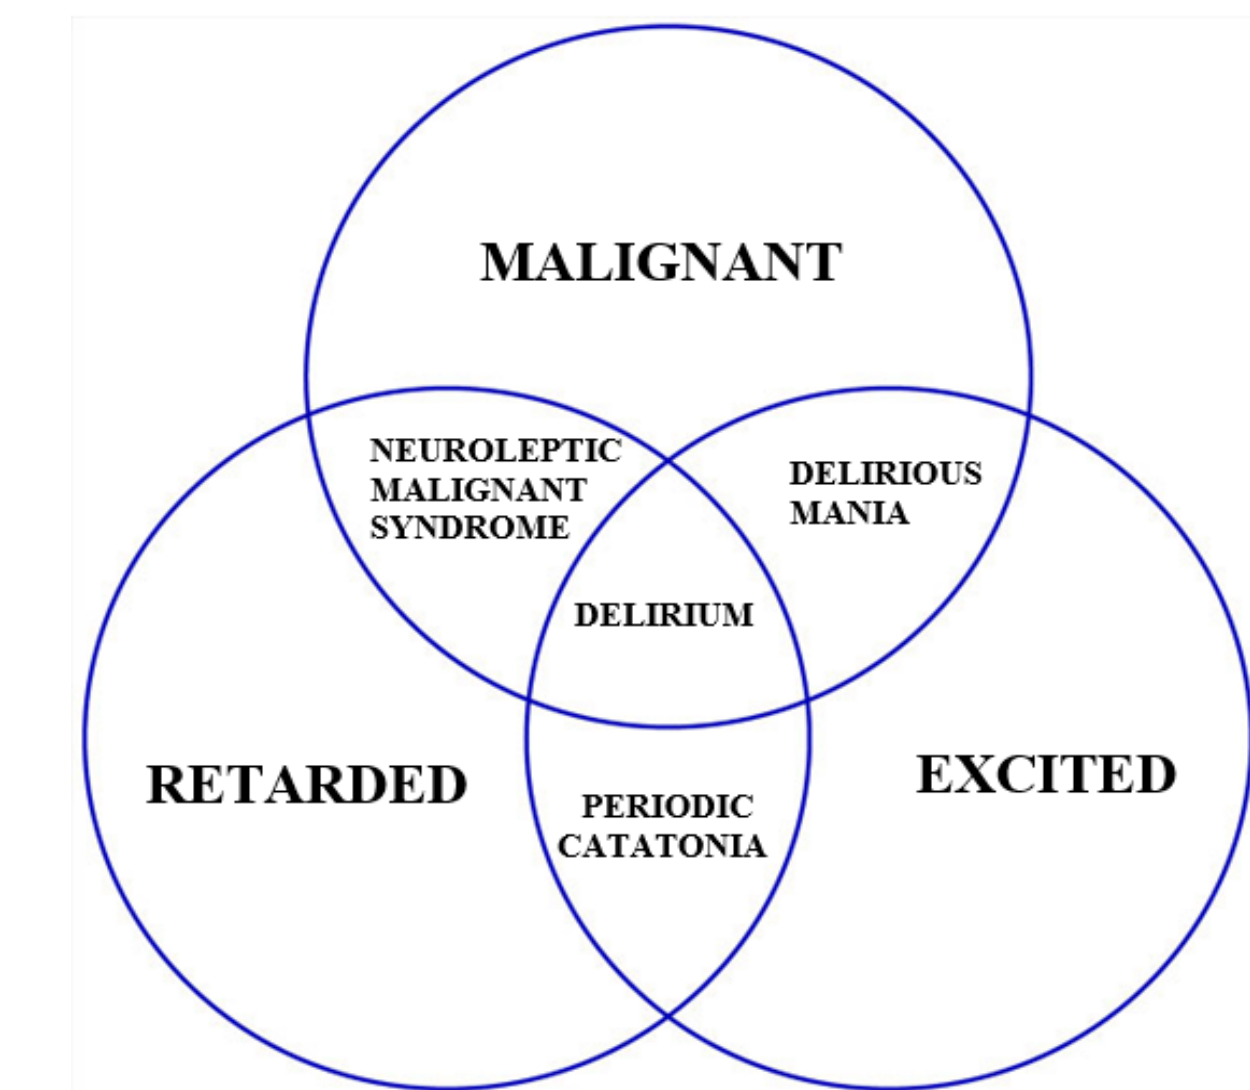 MALIGNANT
NEUROLEPTIC
MALIGNANT
SYNDROME
DELIRIOUS
MANIA
DELIRIUM
RETARDED
EXCITED
PERIODIC
CATATONIA